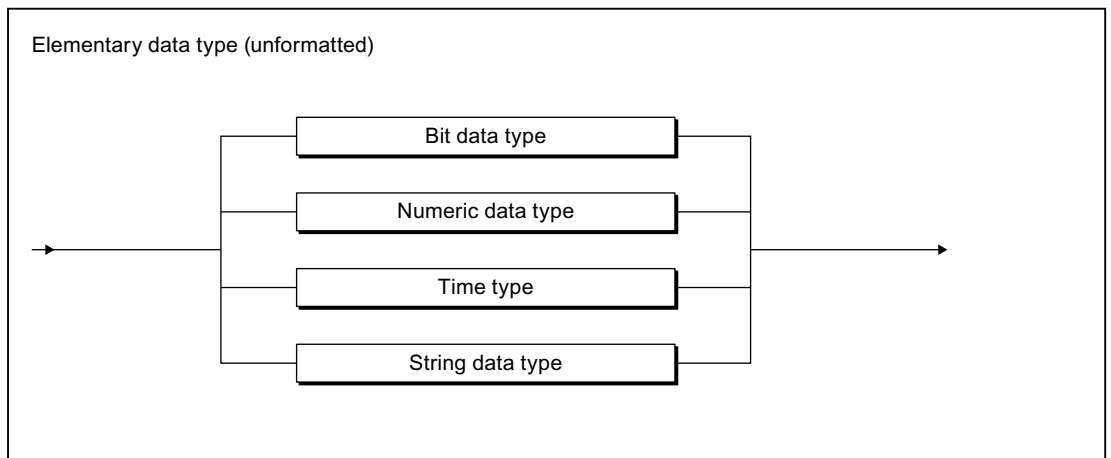 Elementary data type (unformatted)
Bit data type
Numeric data type
Time type
String data type